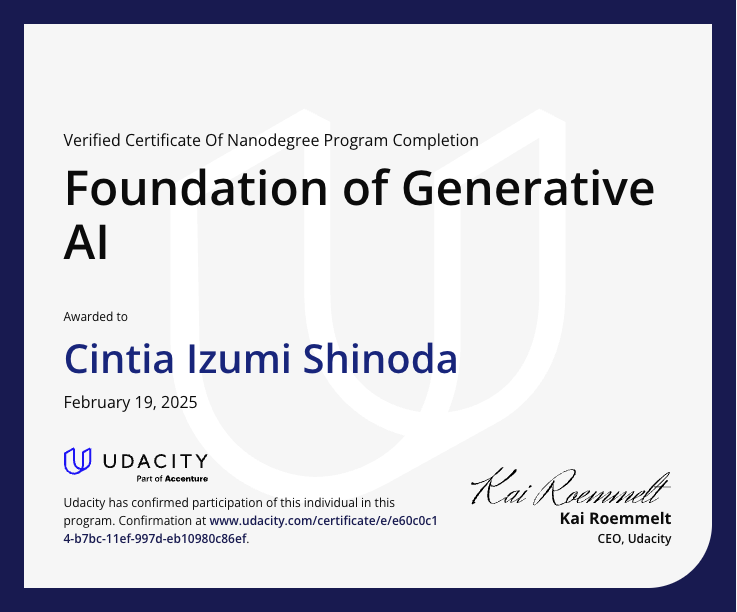 Verified Certificate Of Nanodegree Program Completion
Foundation of Generative
AI
Awarded to
Cintia Izumi Shinoda
February 19, 2025
UDACITY
Part of Accenture
Udacity has confirmed participation of this individual in this
program. Confirmation at www.udacity.com/certificate/e/e60c0c1
4-b7bc-11ef-997d-eb10980c86ef.
Kai Roemmelt
Kai Roemmelt
CEO, Udacity